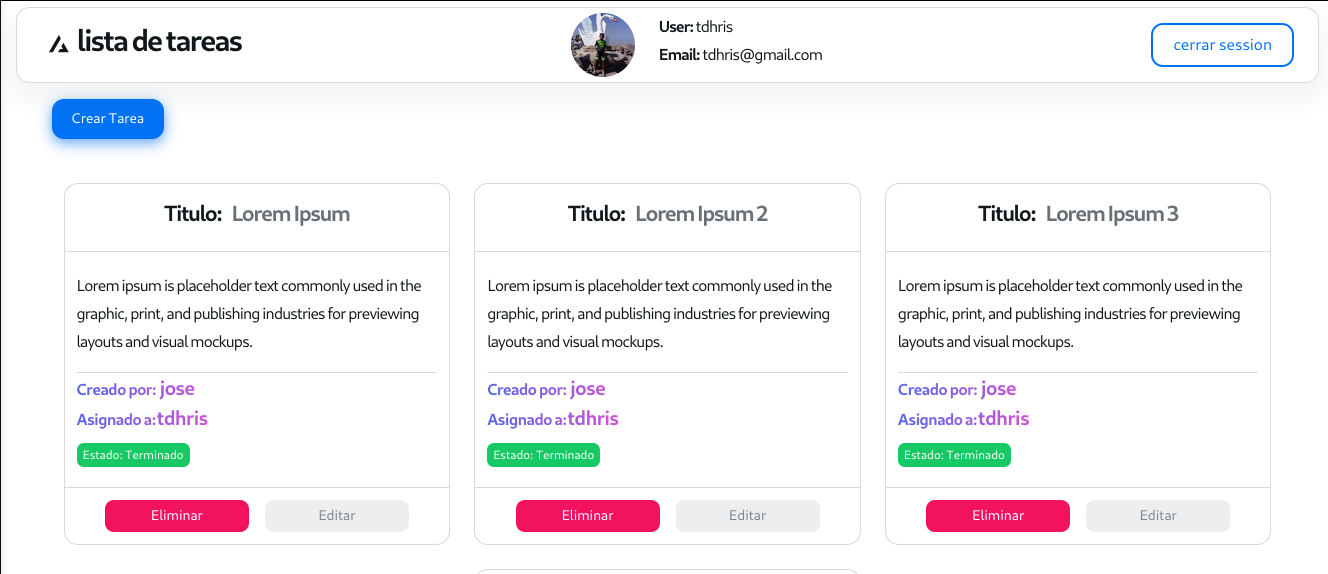 lista de tareas
User: tdhris
Email: tdhris@gmail.com
cerrar session
Crear Tarea
Titulo: Lorem Ipsum
Lorem ipsum is placeholder text commonly used in the
graphic, print, and publishing industries for previewing
layouts and visual mockups.
Creado por: jose
Asignado a:tdhris
Estado: Terminado
Eliminar
Editar
Titulo: Lorem Ipsum 2
Lorem ipsum is placeholder text commonly used in the
graphic, print, and publishing industries for previewing
layouts and visual mockups.
Creado por: jose
Asignado a:tdhris
Estado: Terminado
Eliminar
Editar
Titulo: Lorem Ipsum 3
Lorem ipsum is placeholder text commonly used in the
graphic, print, and publishing industries for previewing
layouts and visual mockups.
Creado por: jose
Asignado a:tdhris
Estado: Terminado
Eliminar
Editar